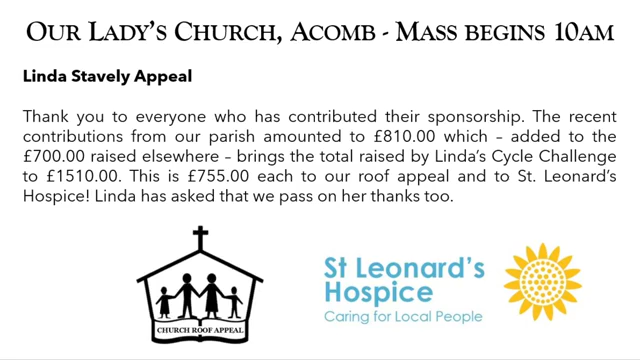 Our Lady's Church, Acomb - Mass begins 10am
Linda Stavely Appeal
Thank you to everyone who has contributed their sponsorship. The recent
contributions from our parish amounted to £810.00 which – added to the
£700.00 raised elsewhere – brings the total raised by Linda's Cycle Challenge
to £1510.00. This is £755.00 each to our roof appeal and to St. Leonard's
Hospice! Linda has asked that we pass on her thanks too.
CHURCH ROOF APPEAL
St Leonard's
Hospice
Caring for Local People